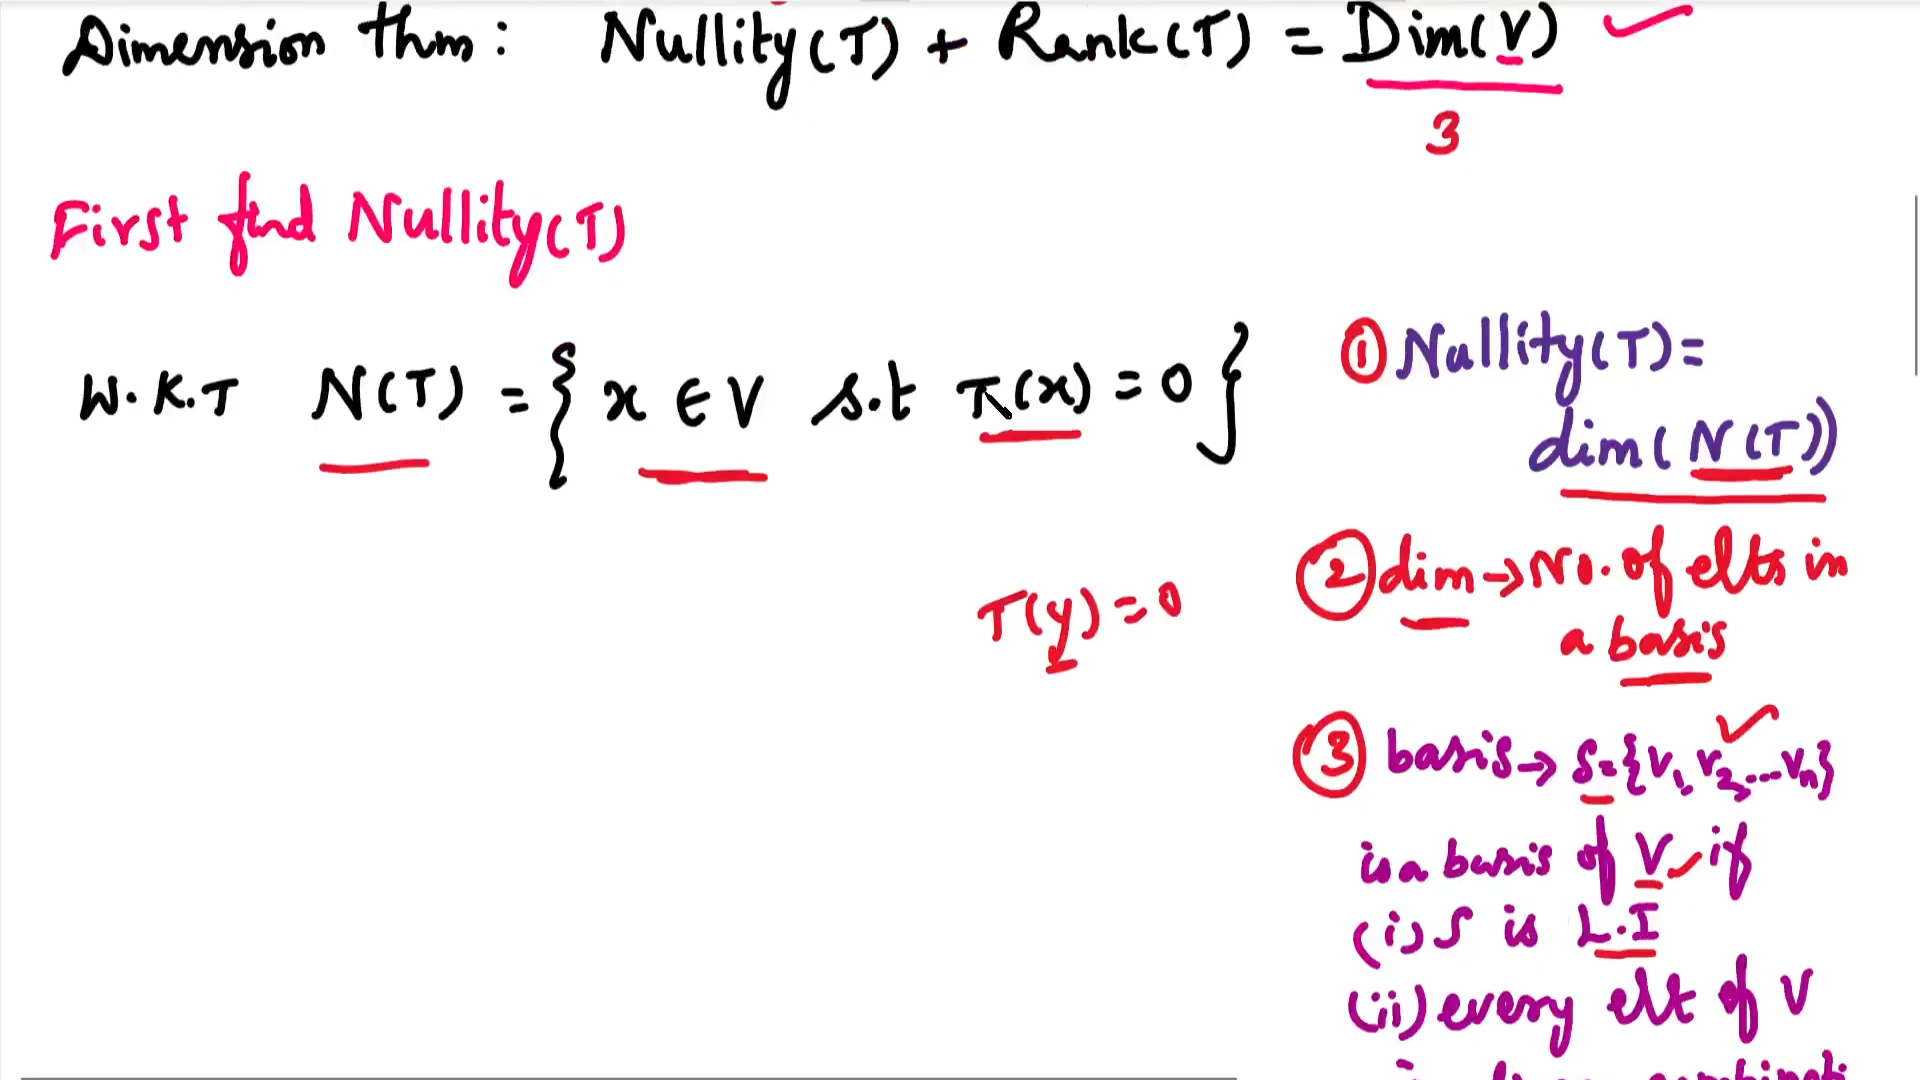 Dimension thm: Nullity(T) + Rank(T) = Dim(V)
3
First find Nullity(T)
W.K.T N(T) = { x ∈ V s.t T(x) = 0 }
T(y) = 0
① Nullity(T) =
dim(N(T))
② dim → No. of elts in
a basis
③ basis → S = {V1, V2, ... Vn}
is a basis of V if
(i) S is L.I
(ii) every elt of V